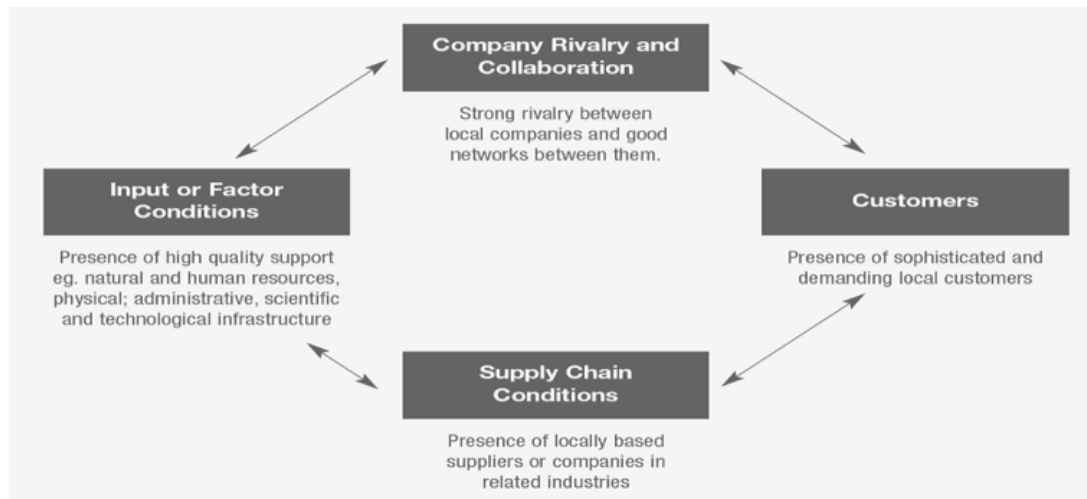 Company Rivalry and
Collaboration
Strong rivalry between
local companies and good
networks between them.
Input or Factor
Conditions
Presence of high quality support
eg. natural and human resources,
physical; administrative, scientific
and technological infrastructure
Customers
Presence of sophisticated and
demanding local customers
Supply Chain
Conditions
Presence of locally based
suppliers or companies in
related industries